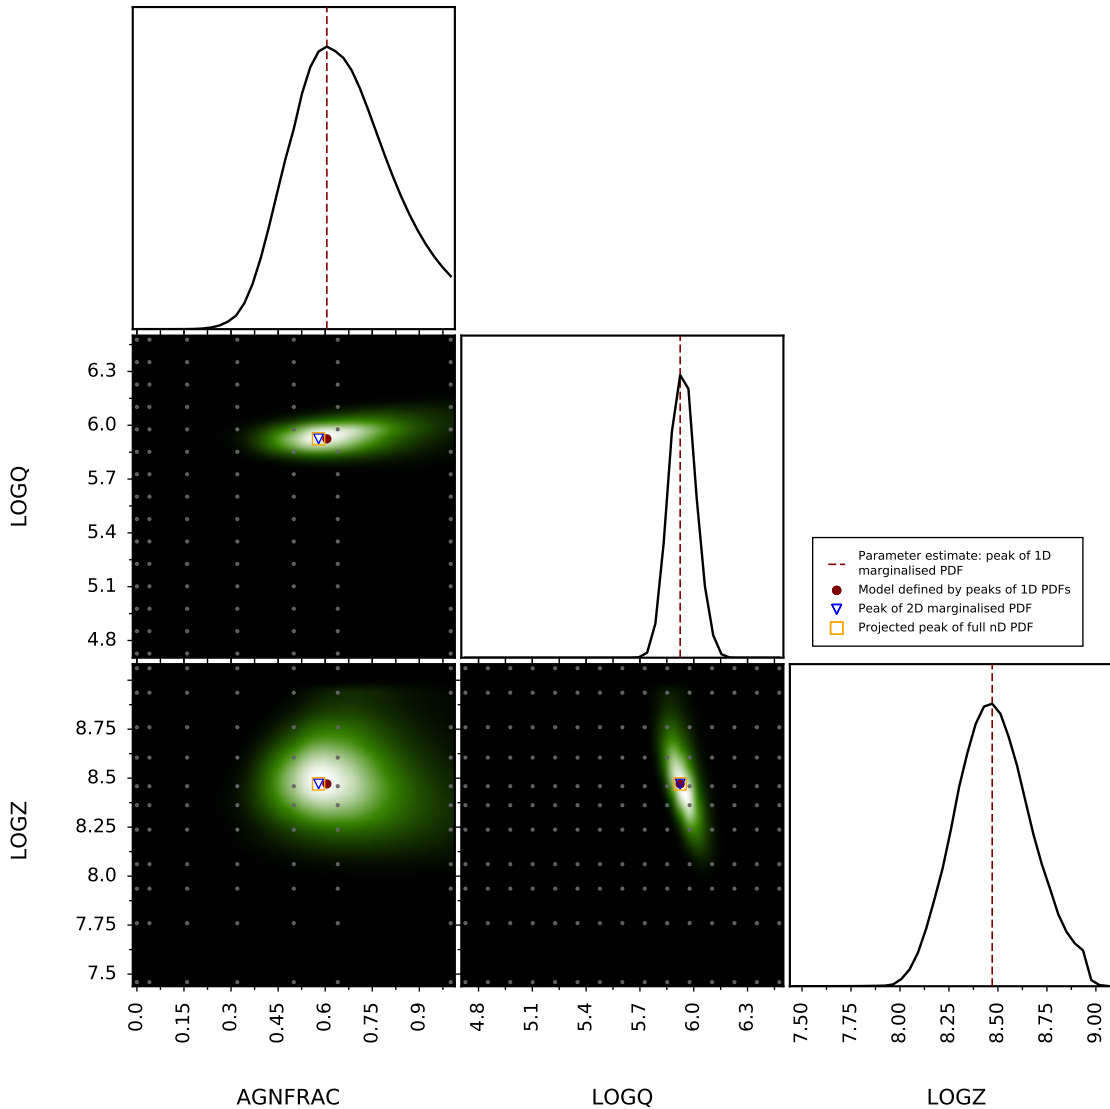 6.3
6.0
5.7
5.4
5.1
4.8
LOGQ
Parameter estimate: peak of 1D
marginalised PDF
Model defined by peaks of 1D PDFs
Peak of 2D marginalised PDF
Projected peak of full nD PDF
8.75
8.5
8.25
8.0
7.75
7.5
LOGZ
0.0 0.15 0.3 0.45 0.6 0.75 0.9
4.8 5.1 5.4 5.7 6.0 6.3
7.50 7.75 8.00 8.25 8.50 8.75 9.00
AGNFRAC LOGQ LOGZ